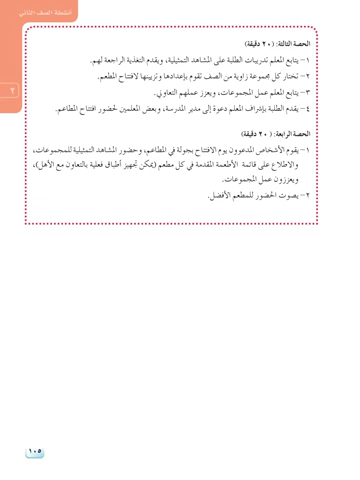 أنشطة الصف الثاني
الحصة الثالثة: (٢٠ دقيقة)
١- يتابع المعلم تدريبات الطلبة على المشاهد التمثيلية، ويقدم التغذية الراجعة لهم.
٢- تختار كل مجموعة زاوية من الصف تقوم بإعدادها وتزيينها لافتتاح المطعم.
٣- يتابع المعلم عمل المجموعات، ويعزز عملهم التعاوني.
٢
٤- يقدم الطلبة بإشراف المعلم دعوة إلى مدير المدرسة، وبعض المعلمين لحضور افتتاح المطاعم.
الحصة الرابعة: (٢٠ دقيقة)
١- يقوم الأشخاص المدعوون يوم الافتتاح بجولة في المطاعم، وحضور المشاهد التمثيلية للمجموعات،
والاطلاع على قائمة الأطعمة المقدمة في كل مطعم (يمكن تجهيز أطباق فعلية بالتعاون مع الأهل)،
ويعززون عمل المجموعات.
٢- يصوت الحضور للمطعم الأفضل.
١٠٥